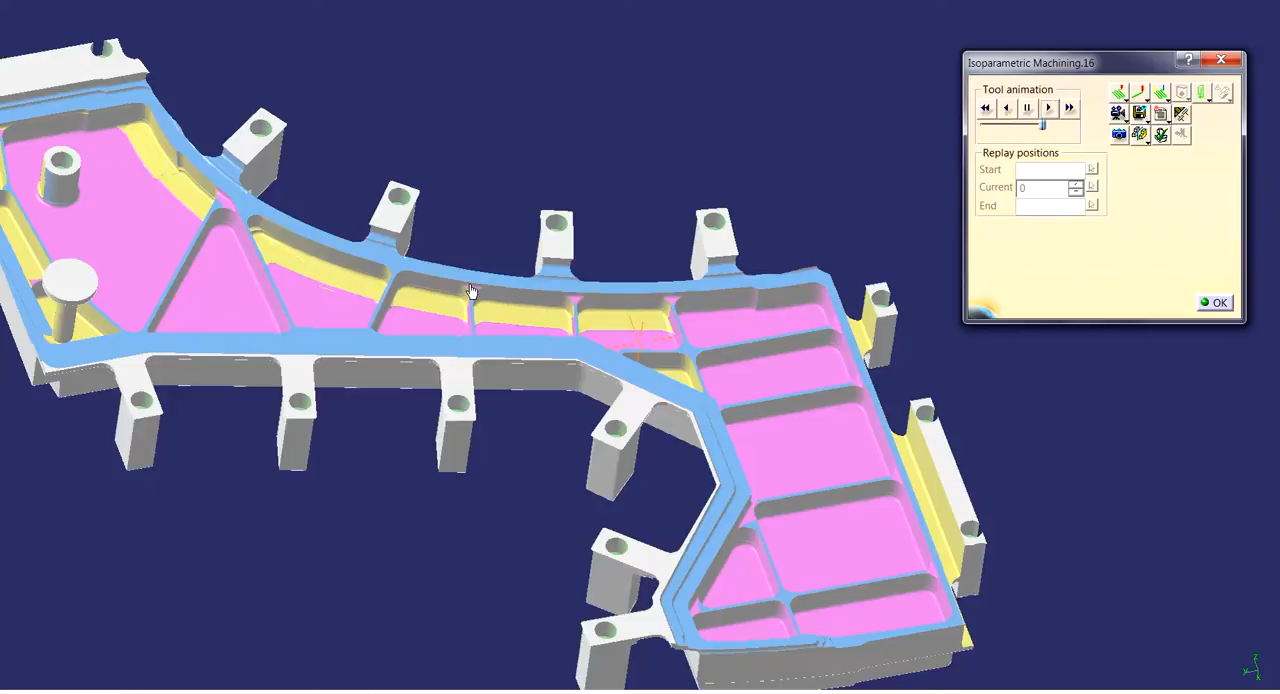 Isoparametric Machining.16
Tool animation
Replay positions
Start
Current 0
End
OK